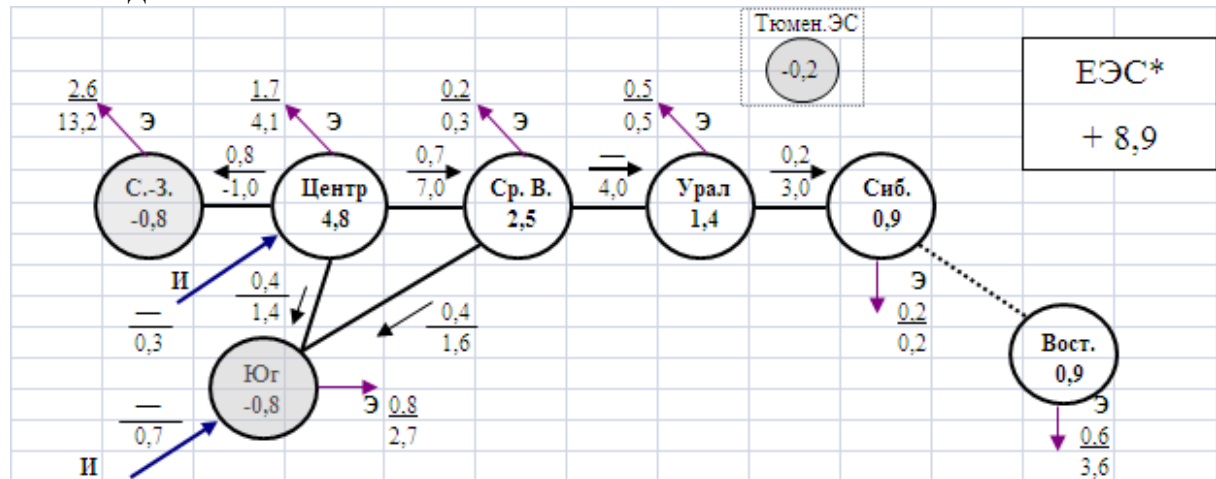 Тюмен.ЭС
-0,2
ЕЭС*
+ 8,9
2.6
13,2
Э
1.7
4,1
Э
0.2
0,3
Э
0.5
0,5
Э
0,8
-1,0
0,7
7,0
—
4,0
0,2
3,0
С.-З.
-0,8
Центр
4,8
Ср. В.
2,5
Урал
1,4
Сиб.
0,9
И
—
0,3
0,4
1,4
0,4
1,6
Э
0.2
0,2
Вост.
0,9
Юг
-0,8
Э
0.8
2,7
—
0,7
И
Э
0.6
3,6